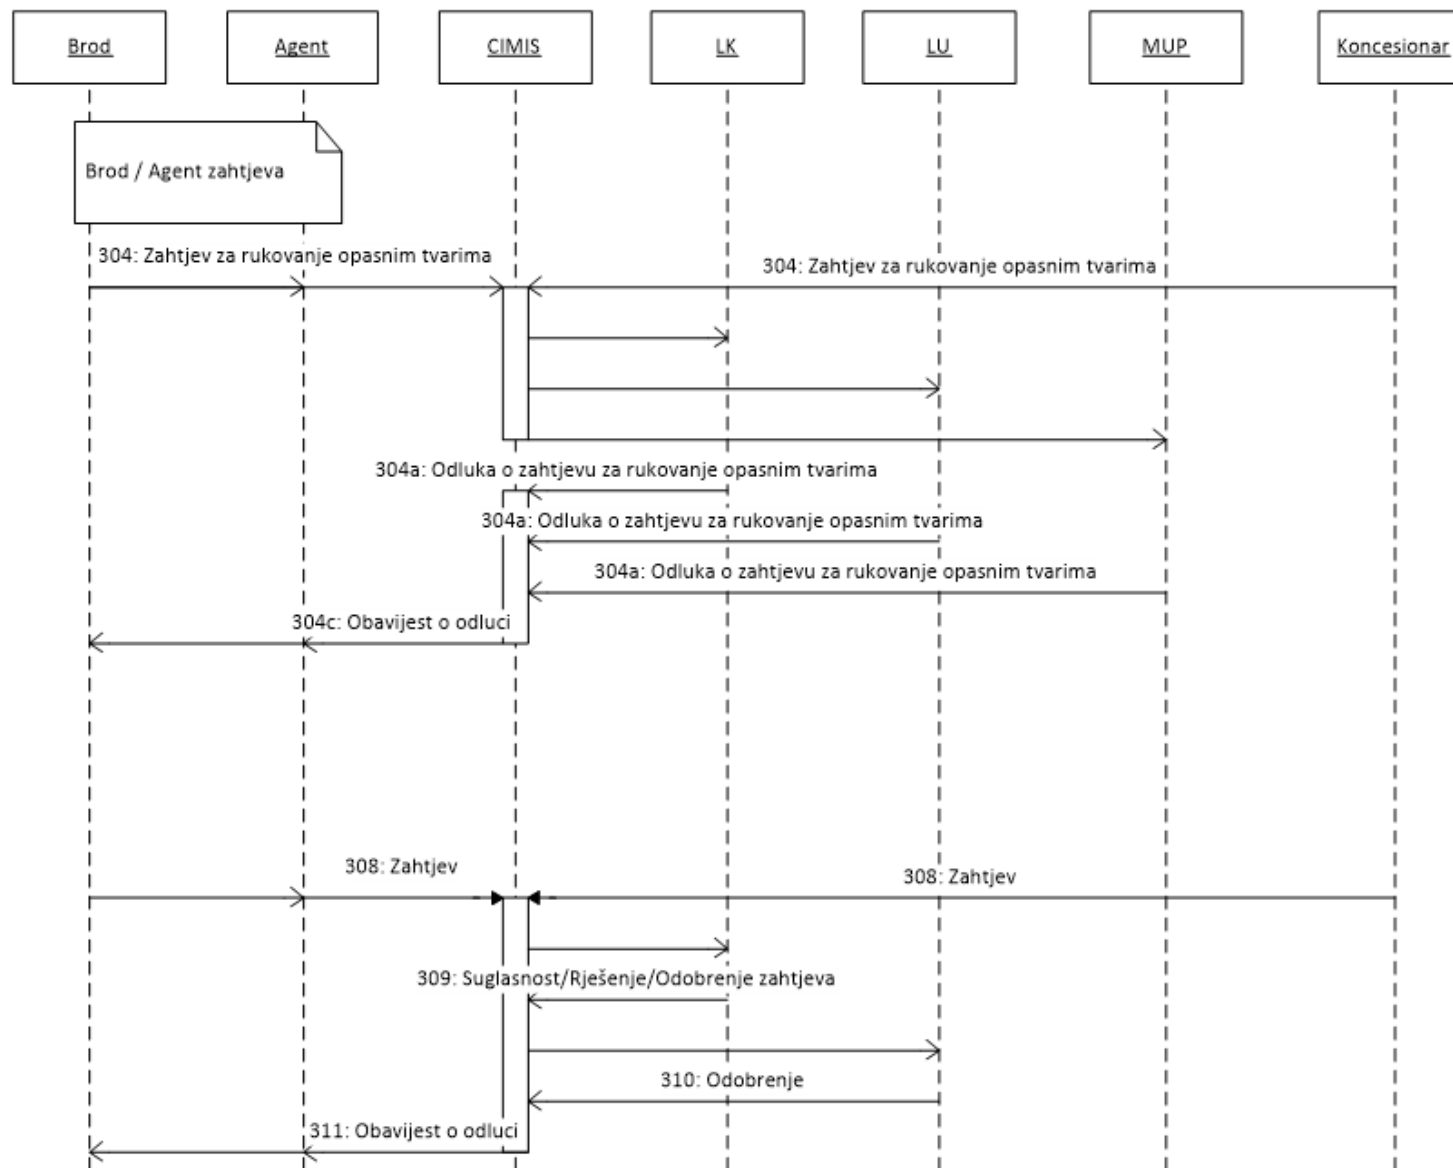 Brod
Agent
CIMIS
LK
LU
MUP
Koncesionar
Brod / Agent zahtjeva
304: Zahtjev za rukovanje opasnim tvarima
304: Zahtjev za rukovanje opasnim tvarima
304a: Odluka o zahtjevu za rukovanje opasnim tvarima
304a: Odluka o zahtjevu za rukovanje opasnim tvarima
304a: Odluka o zahtjevu za rukovanje opasnim tvarima
304c: Obavijest o odluci
308: Zahtjev
308: Zahtjev
309: Suglasnost/Rješenje/Odobrenje zahtjeva
310: Odobrenje
311: Obavijest o odluci